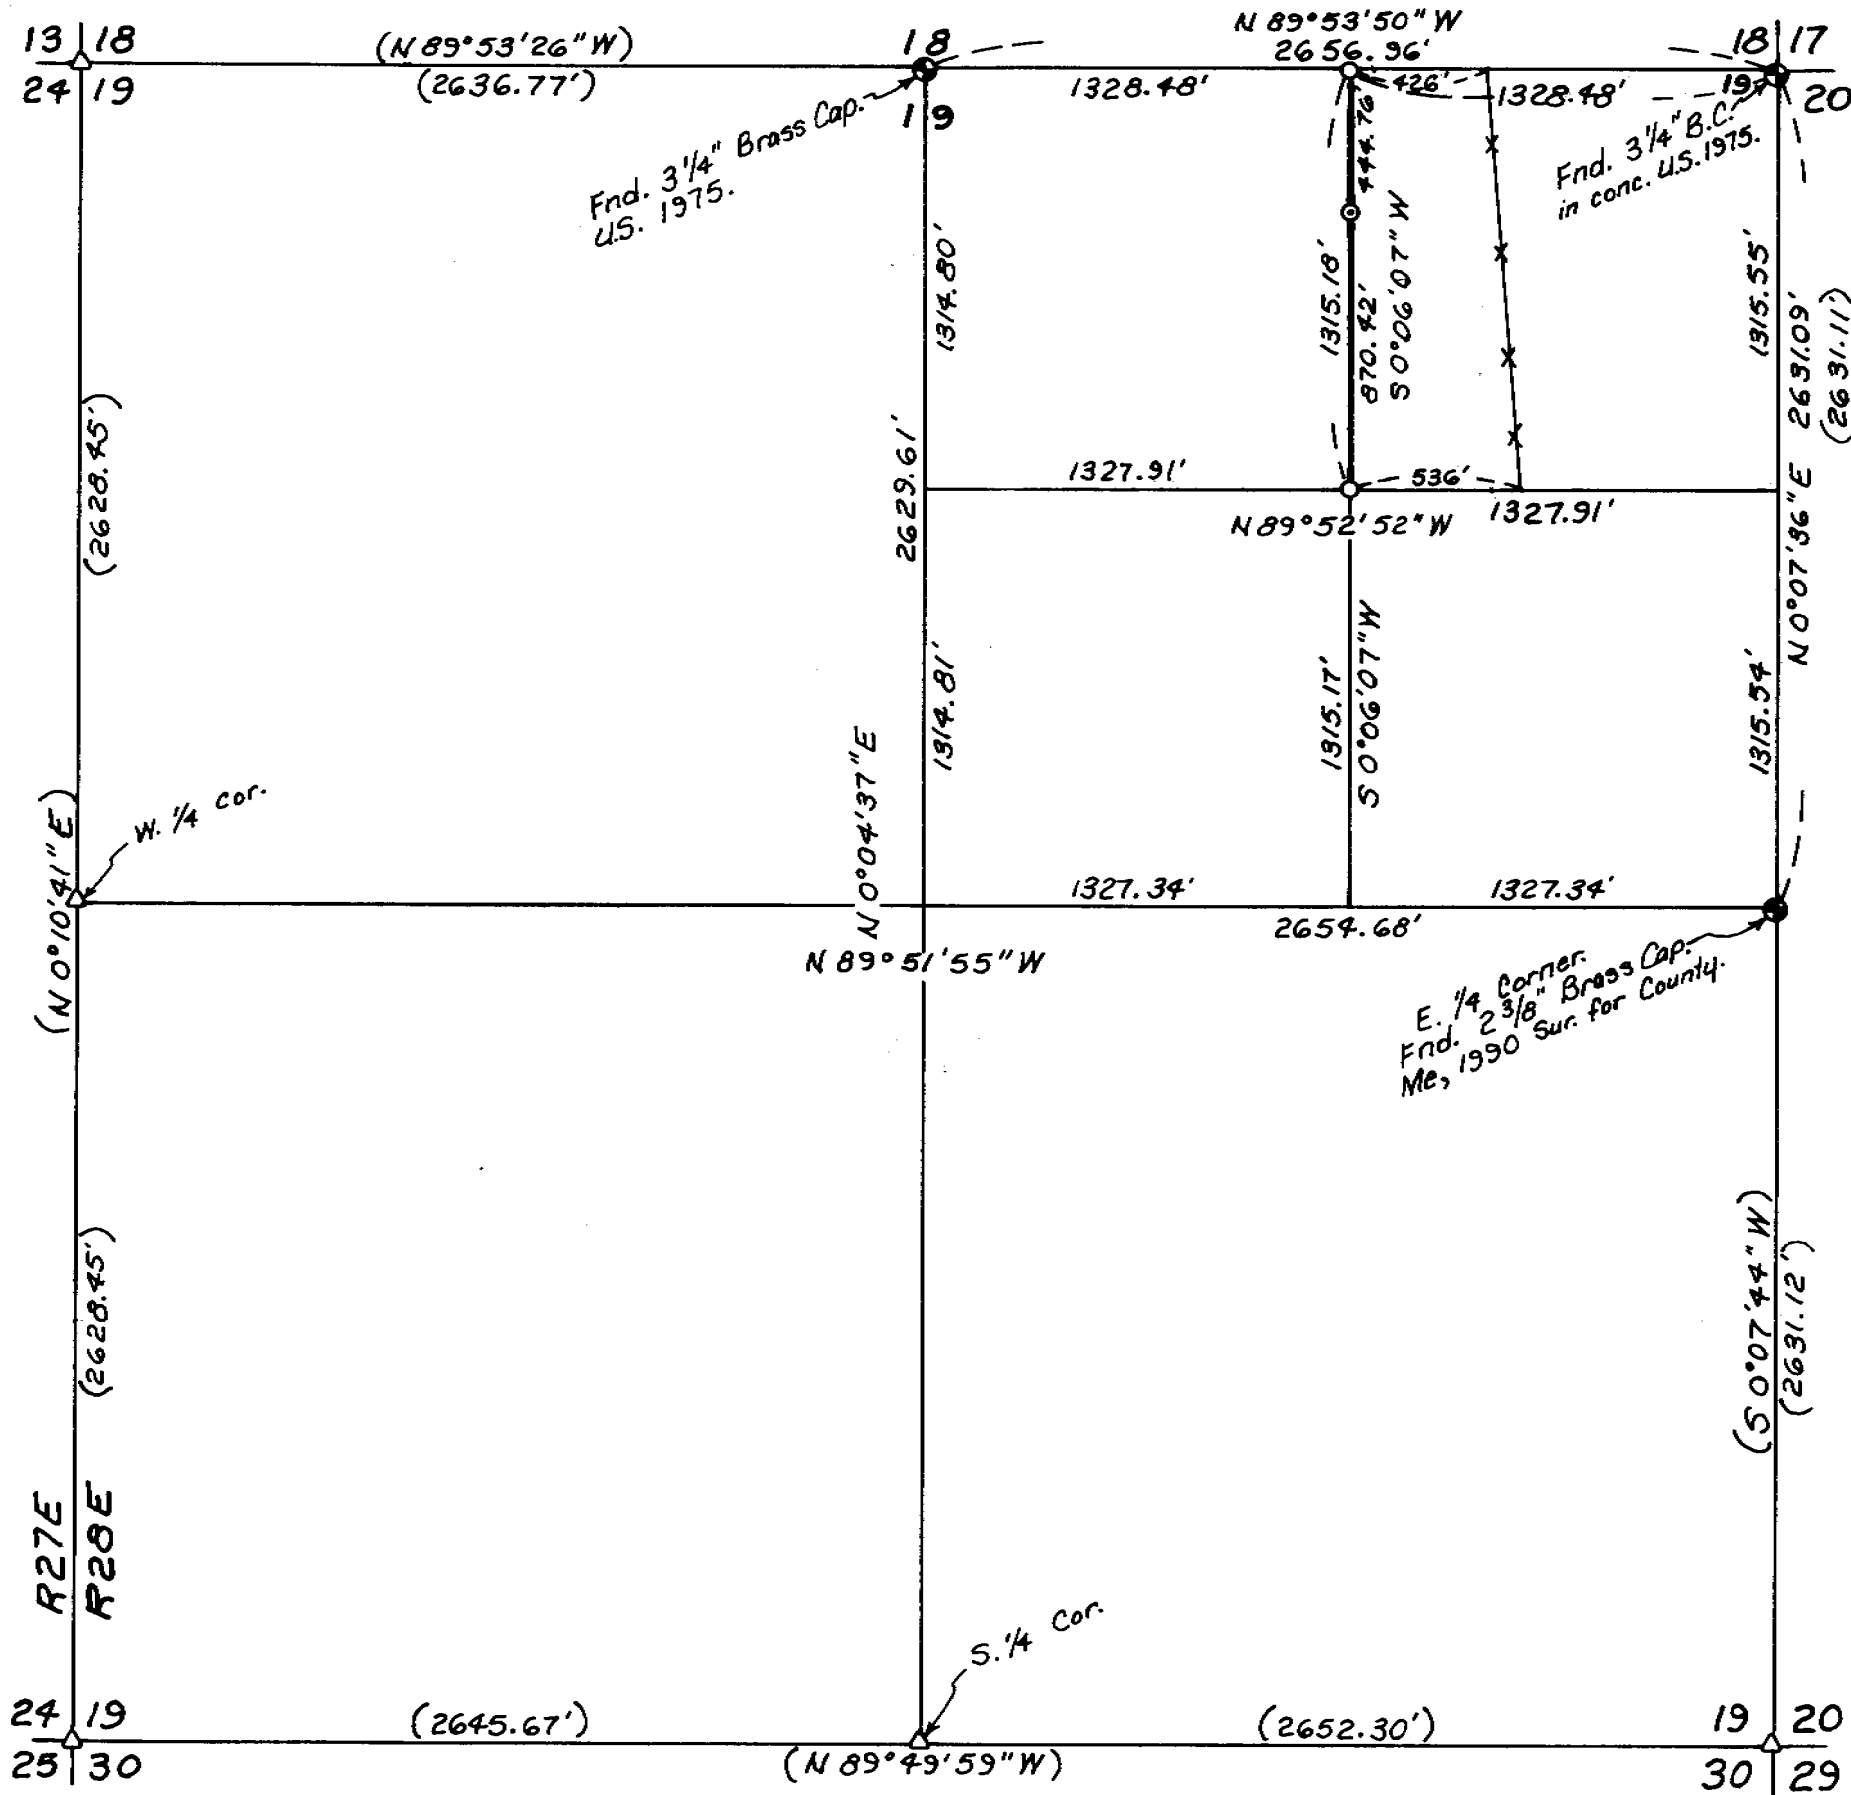 13 18
24 19
(N 89°53'26" W)
(2636.77')
18
19
N 89°53'50" W
2656.96'
1328.48'
426'
1328.48'
18 17
19 20
Fnd. 3 1/4" Brass Cap.
U.S. 1975.
Fnd. 3 1/4" B.C.
in conc. U.S. 1975.
444.76'
1314.80'
1315.18'
870.42'
S 0°06'07" W
1315.55'
N 0°07'36" E 2631.09'
(2631.11')
(2628.45')
2629.61'
1327.91'
536'
N 89°52'52" W
1327.91'
1314.81'
1315.17'
S 0°06'07" W
1315.54'
N 0°04'37" E
W. 1/4 cor.
(N 0°10'41" E)
1327.34'
1327.34'
2654.68'
N 89°51'55" W
E. 1/4 Corner.
Fnd. 2 3/8" Brass Cap.
Me, 1990 Sur. for County.
(2628.45')
(S 0°07'44" W)
(2631.12')
R27E
R28E
S. 1/4 Cor.
24 19
25 30
(2645.67')
(N 89°49'59" W)
(2652.30')
19 20
30 29